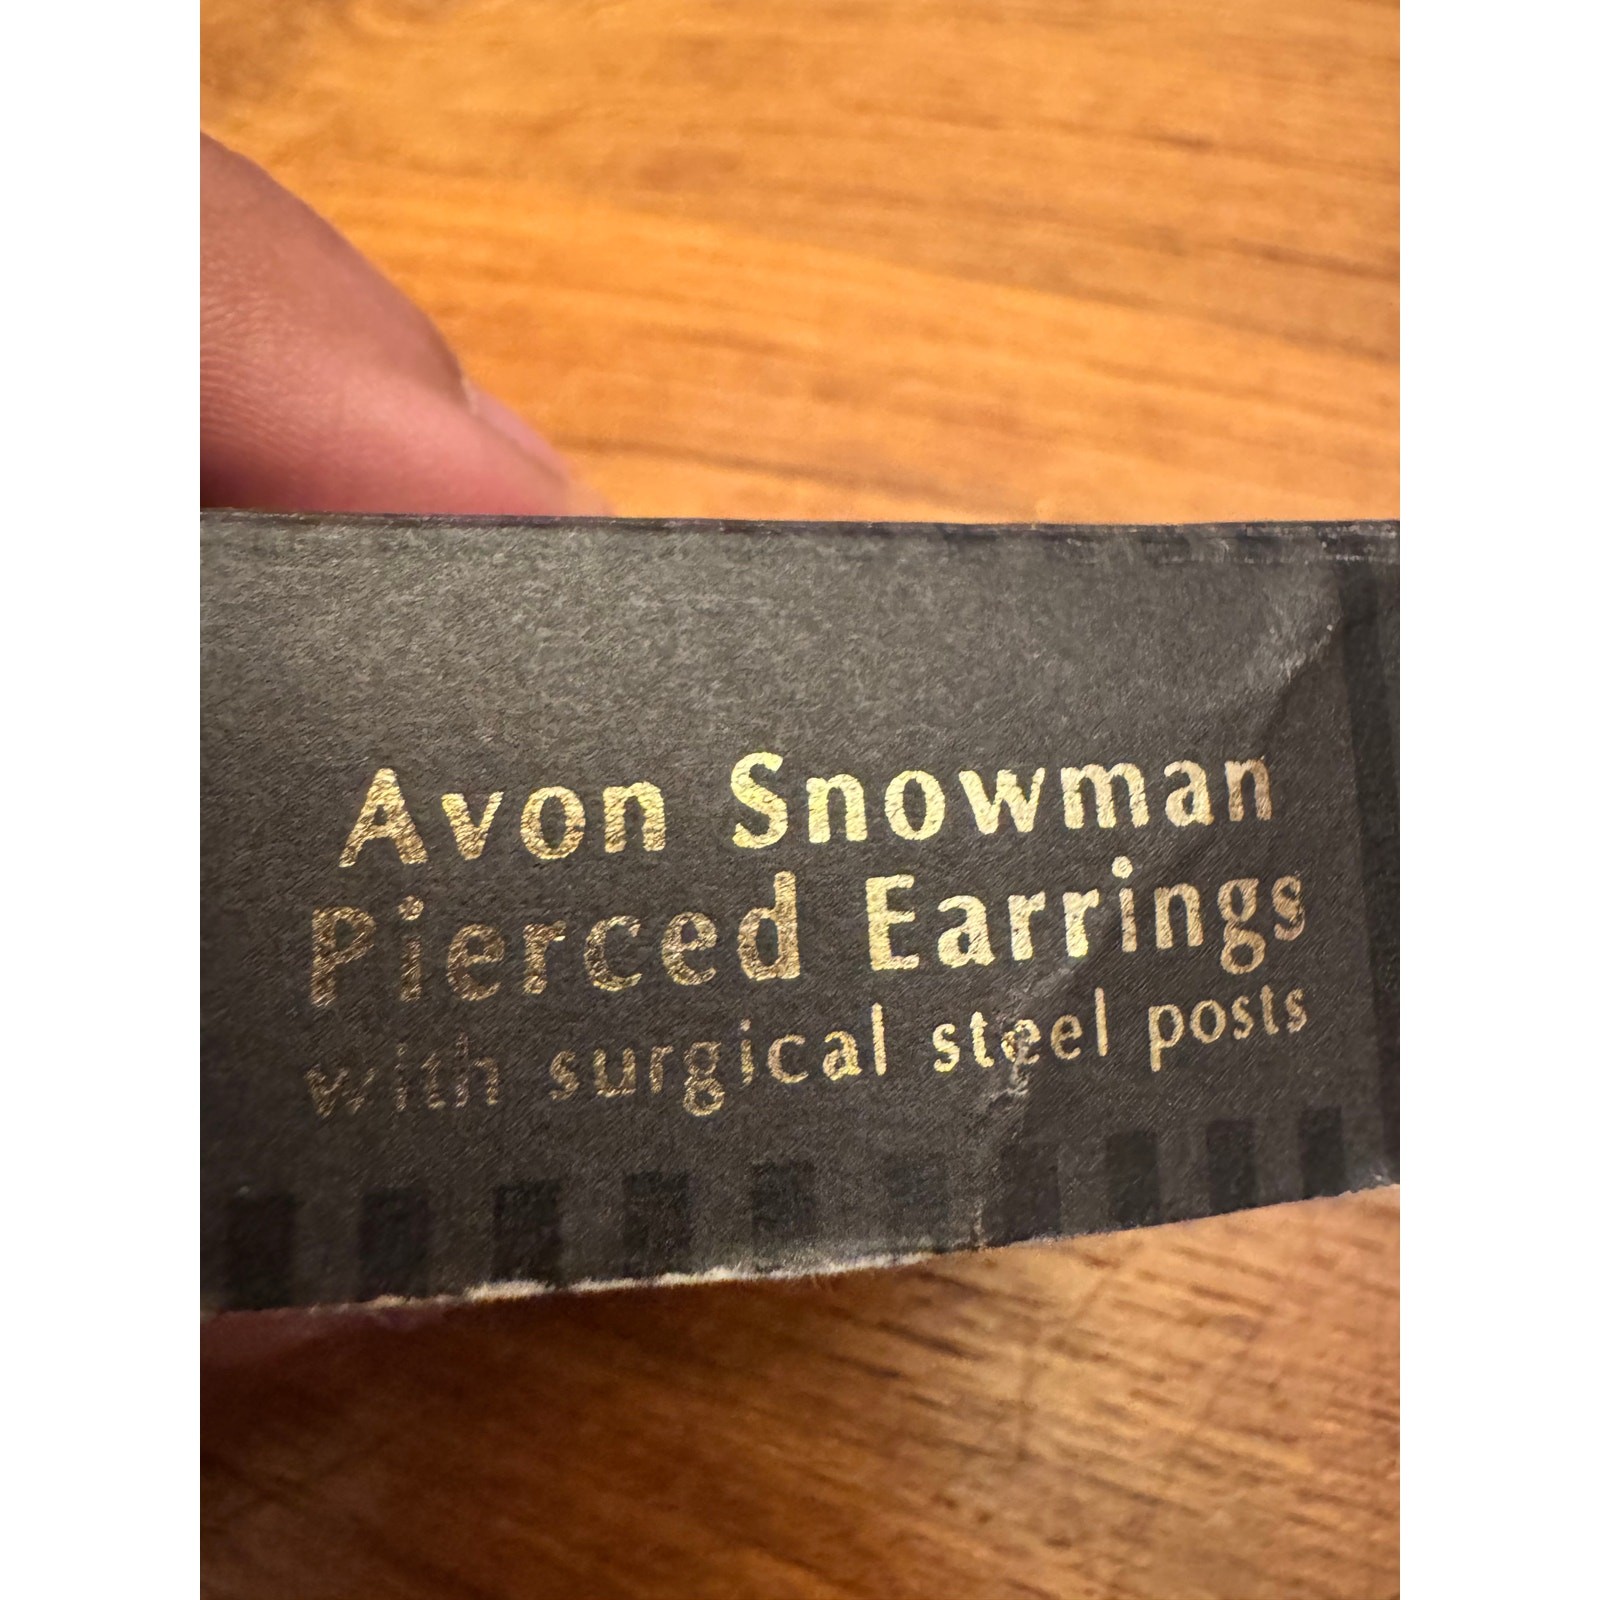 Avon Snowman
Pierced Earrings
with surgical steel posts